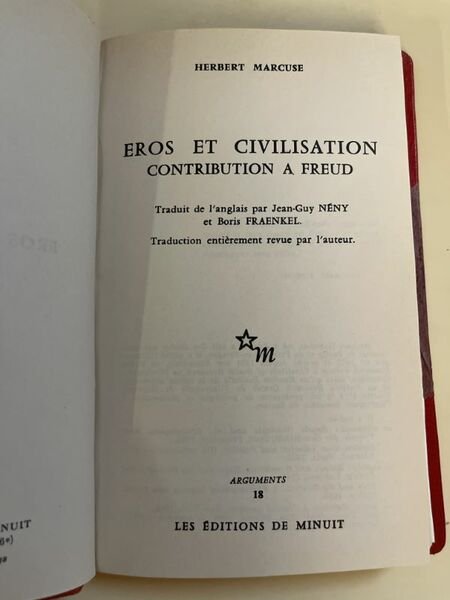 HERBERT MARCUSE
EROS ET CIVILISATION
CONTRIBUTION A FREUD
Traduit de l'anglais par Jean-Guy NÉNY
et Boris FRAENKEL.
Traduction entièrement revue par l'auteur.
m
ARGUMENTS
18
LES ÉDITIONS DE MINUIT